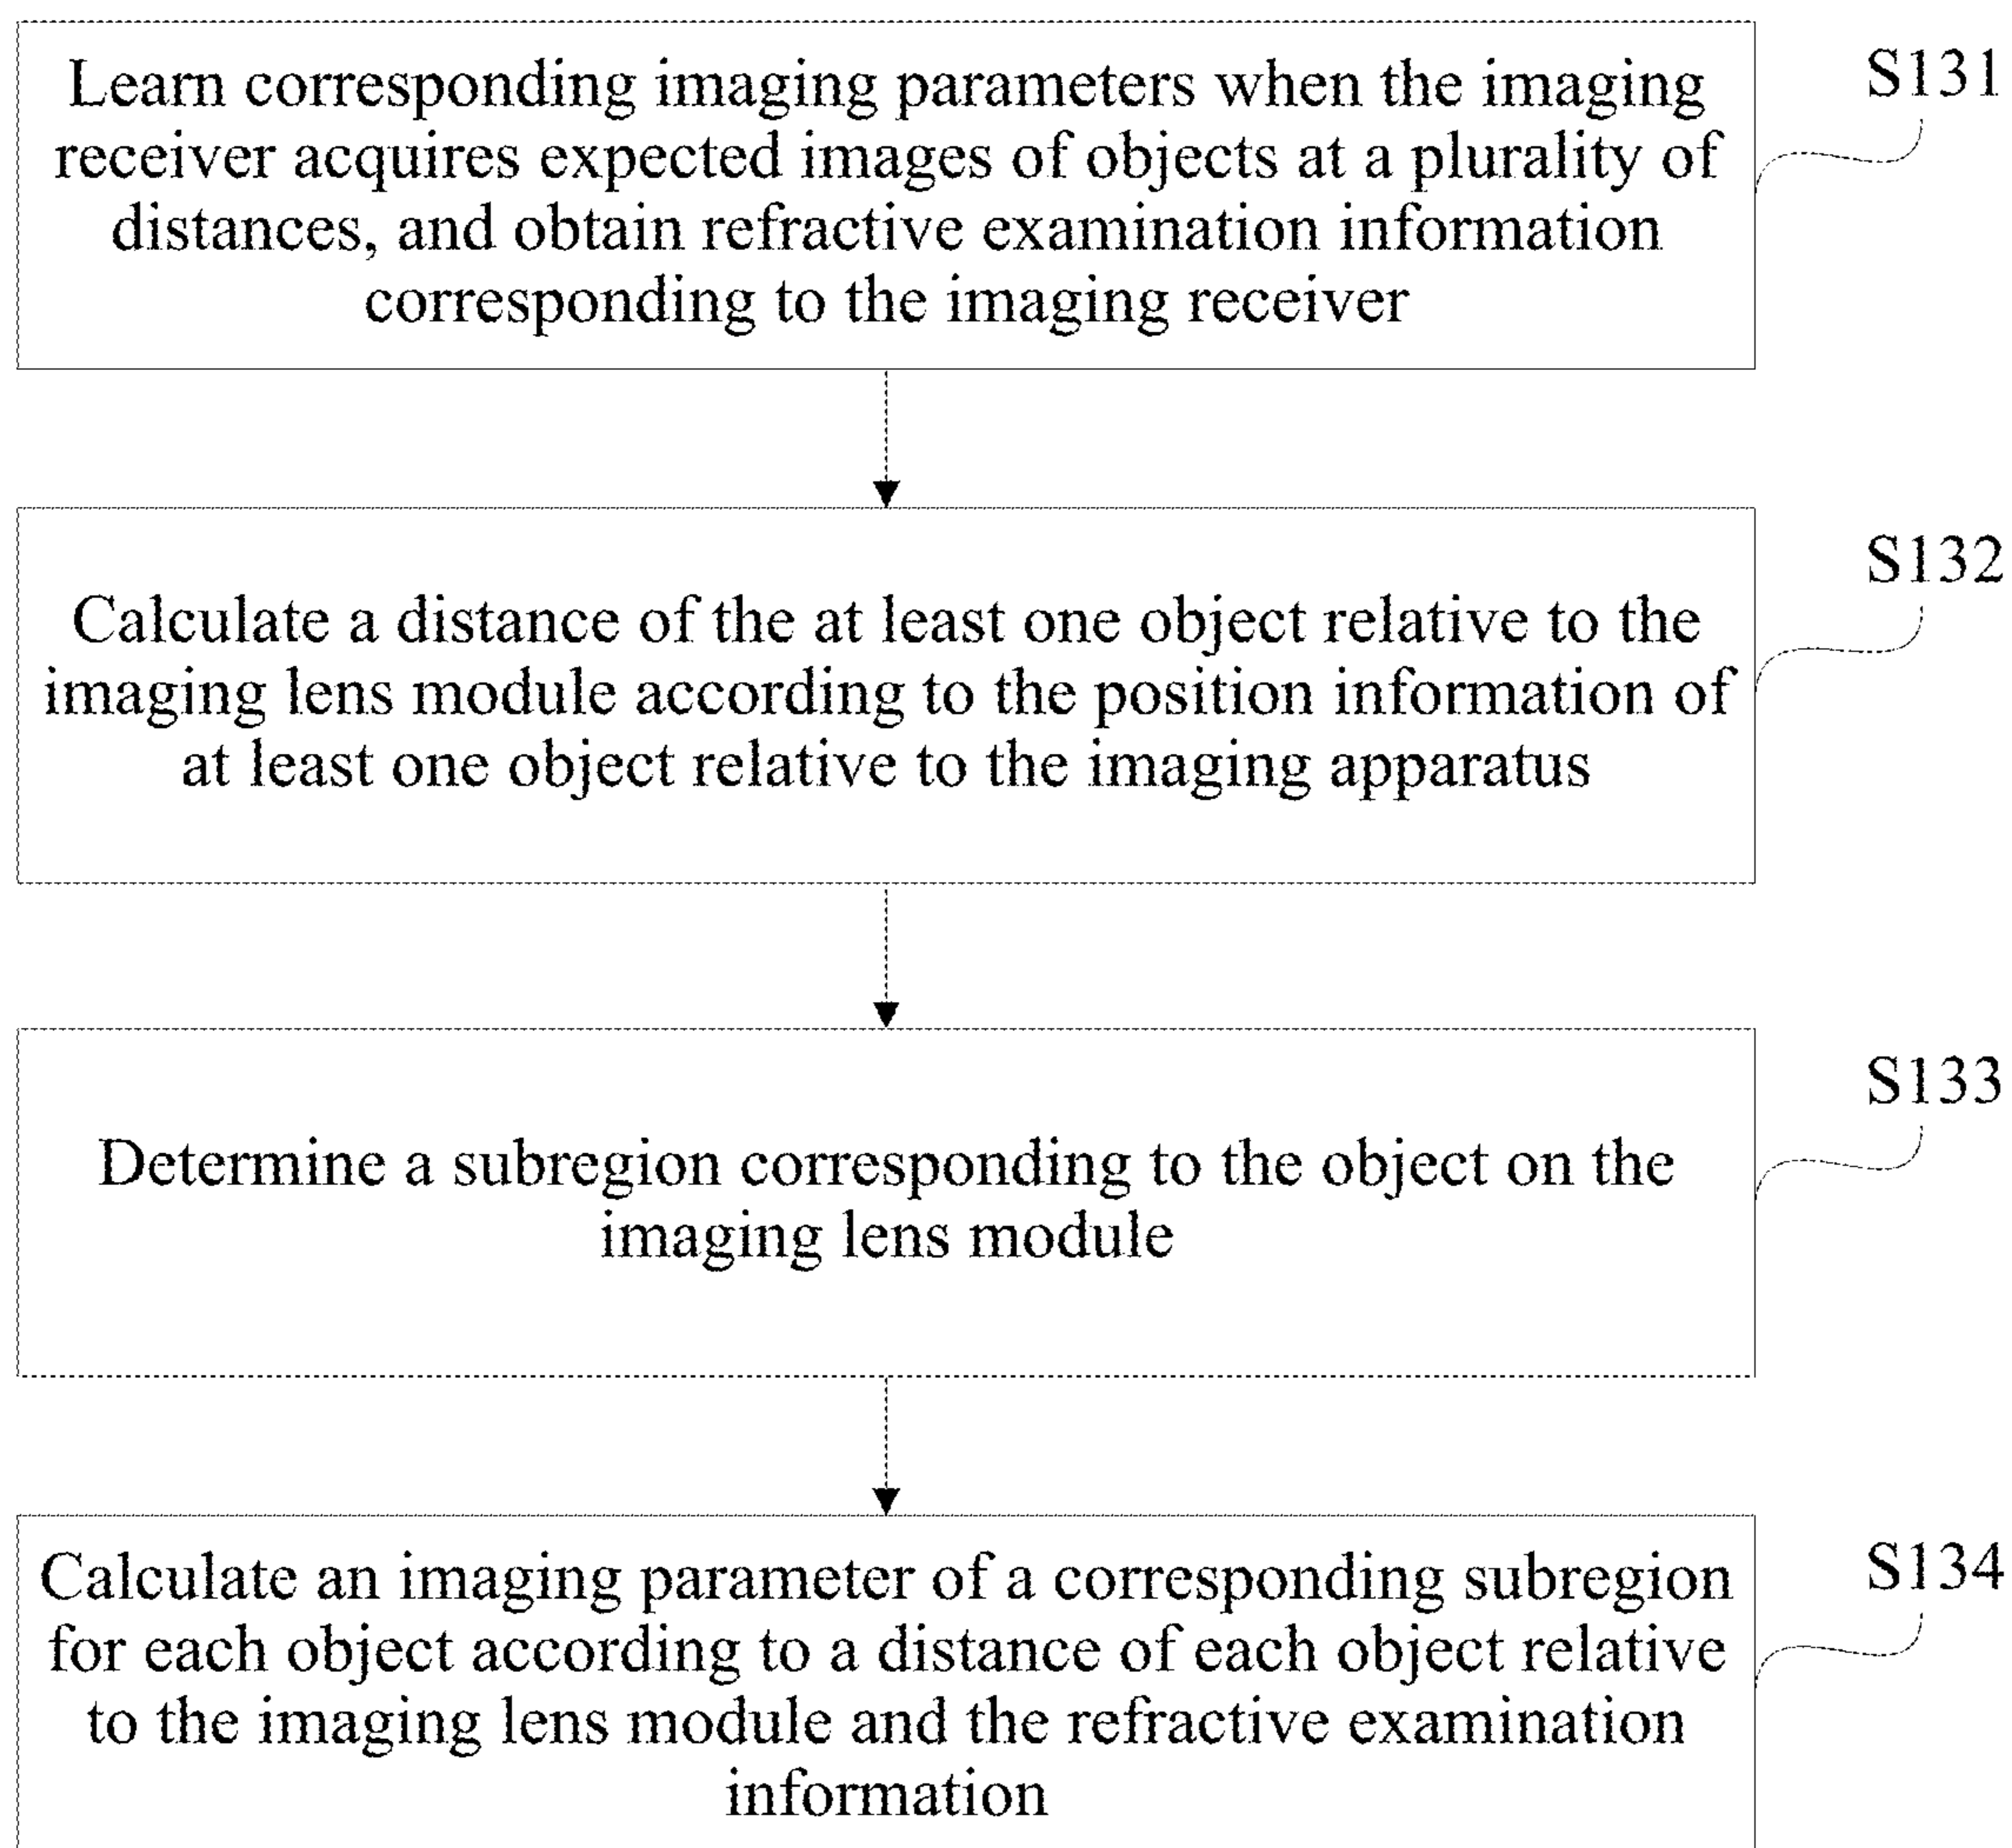 Learn corresponding imaging parameters when the imaging
receiver acquires expected images of objects at a plurality of
distances, and obtain refractive examination information
corresponding to the imaging receiver
S131
Calculate a distance of the at least one object relative to the
imaging lens module according to the position information of
at least one object relative to the imaging apparatus
S132
Determine a subregion corresponding to the object on the
imaging lens module
S133
Calculate an imaging parameter of a corresponding subregion
for each object according to a distance of each object relative
to the imaging lens module and the refractive examination
information
S134